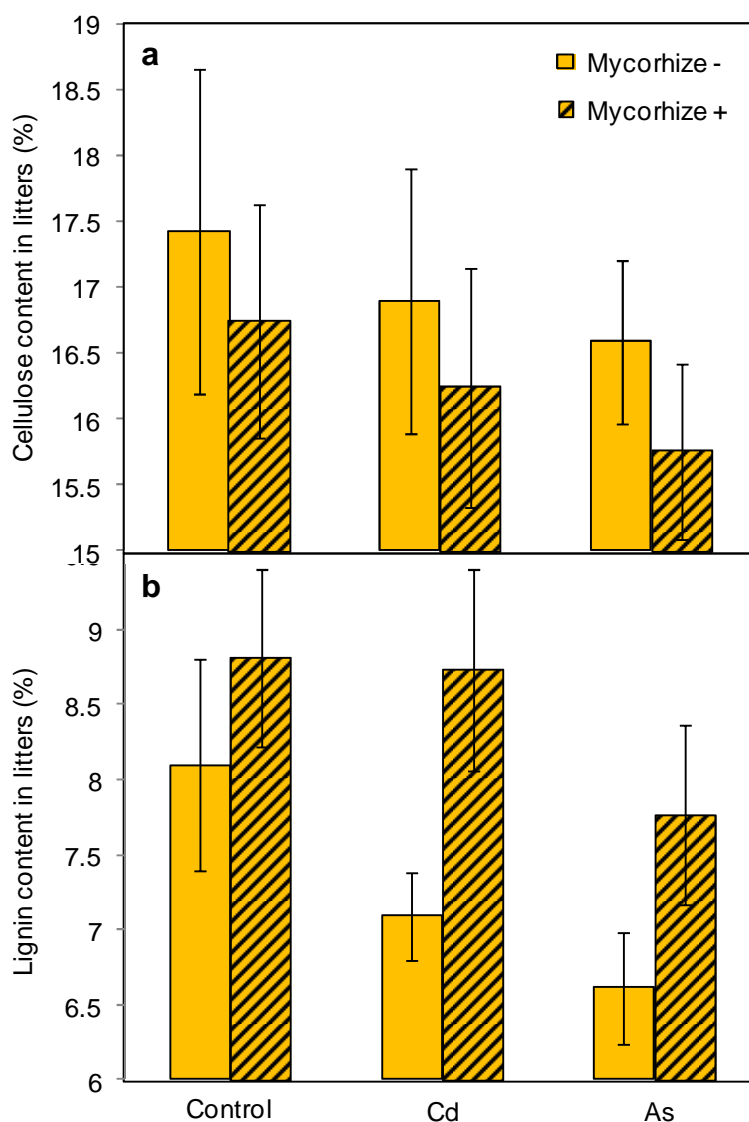 a
Mycorhize -
Mycorhize +
Cellulose content in litters (%)
19
18.5
18
17.5
17
16.5
16
15.5
15
b
Lignin content in litters (%)
9
8.5
8
7.5
7
6.5
6
Control
Cd
As